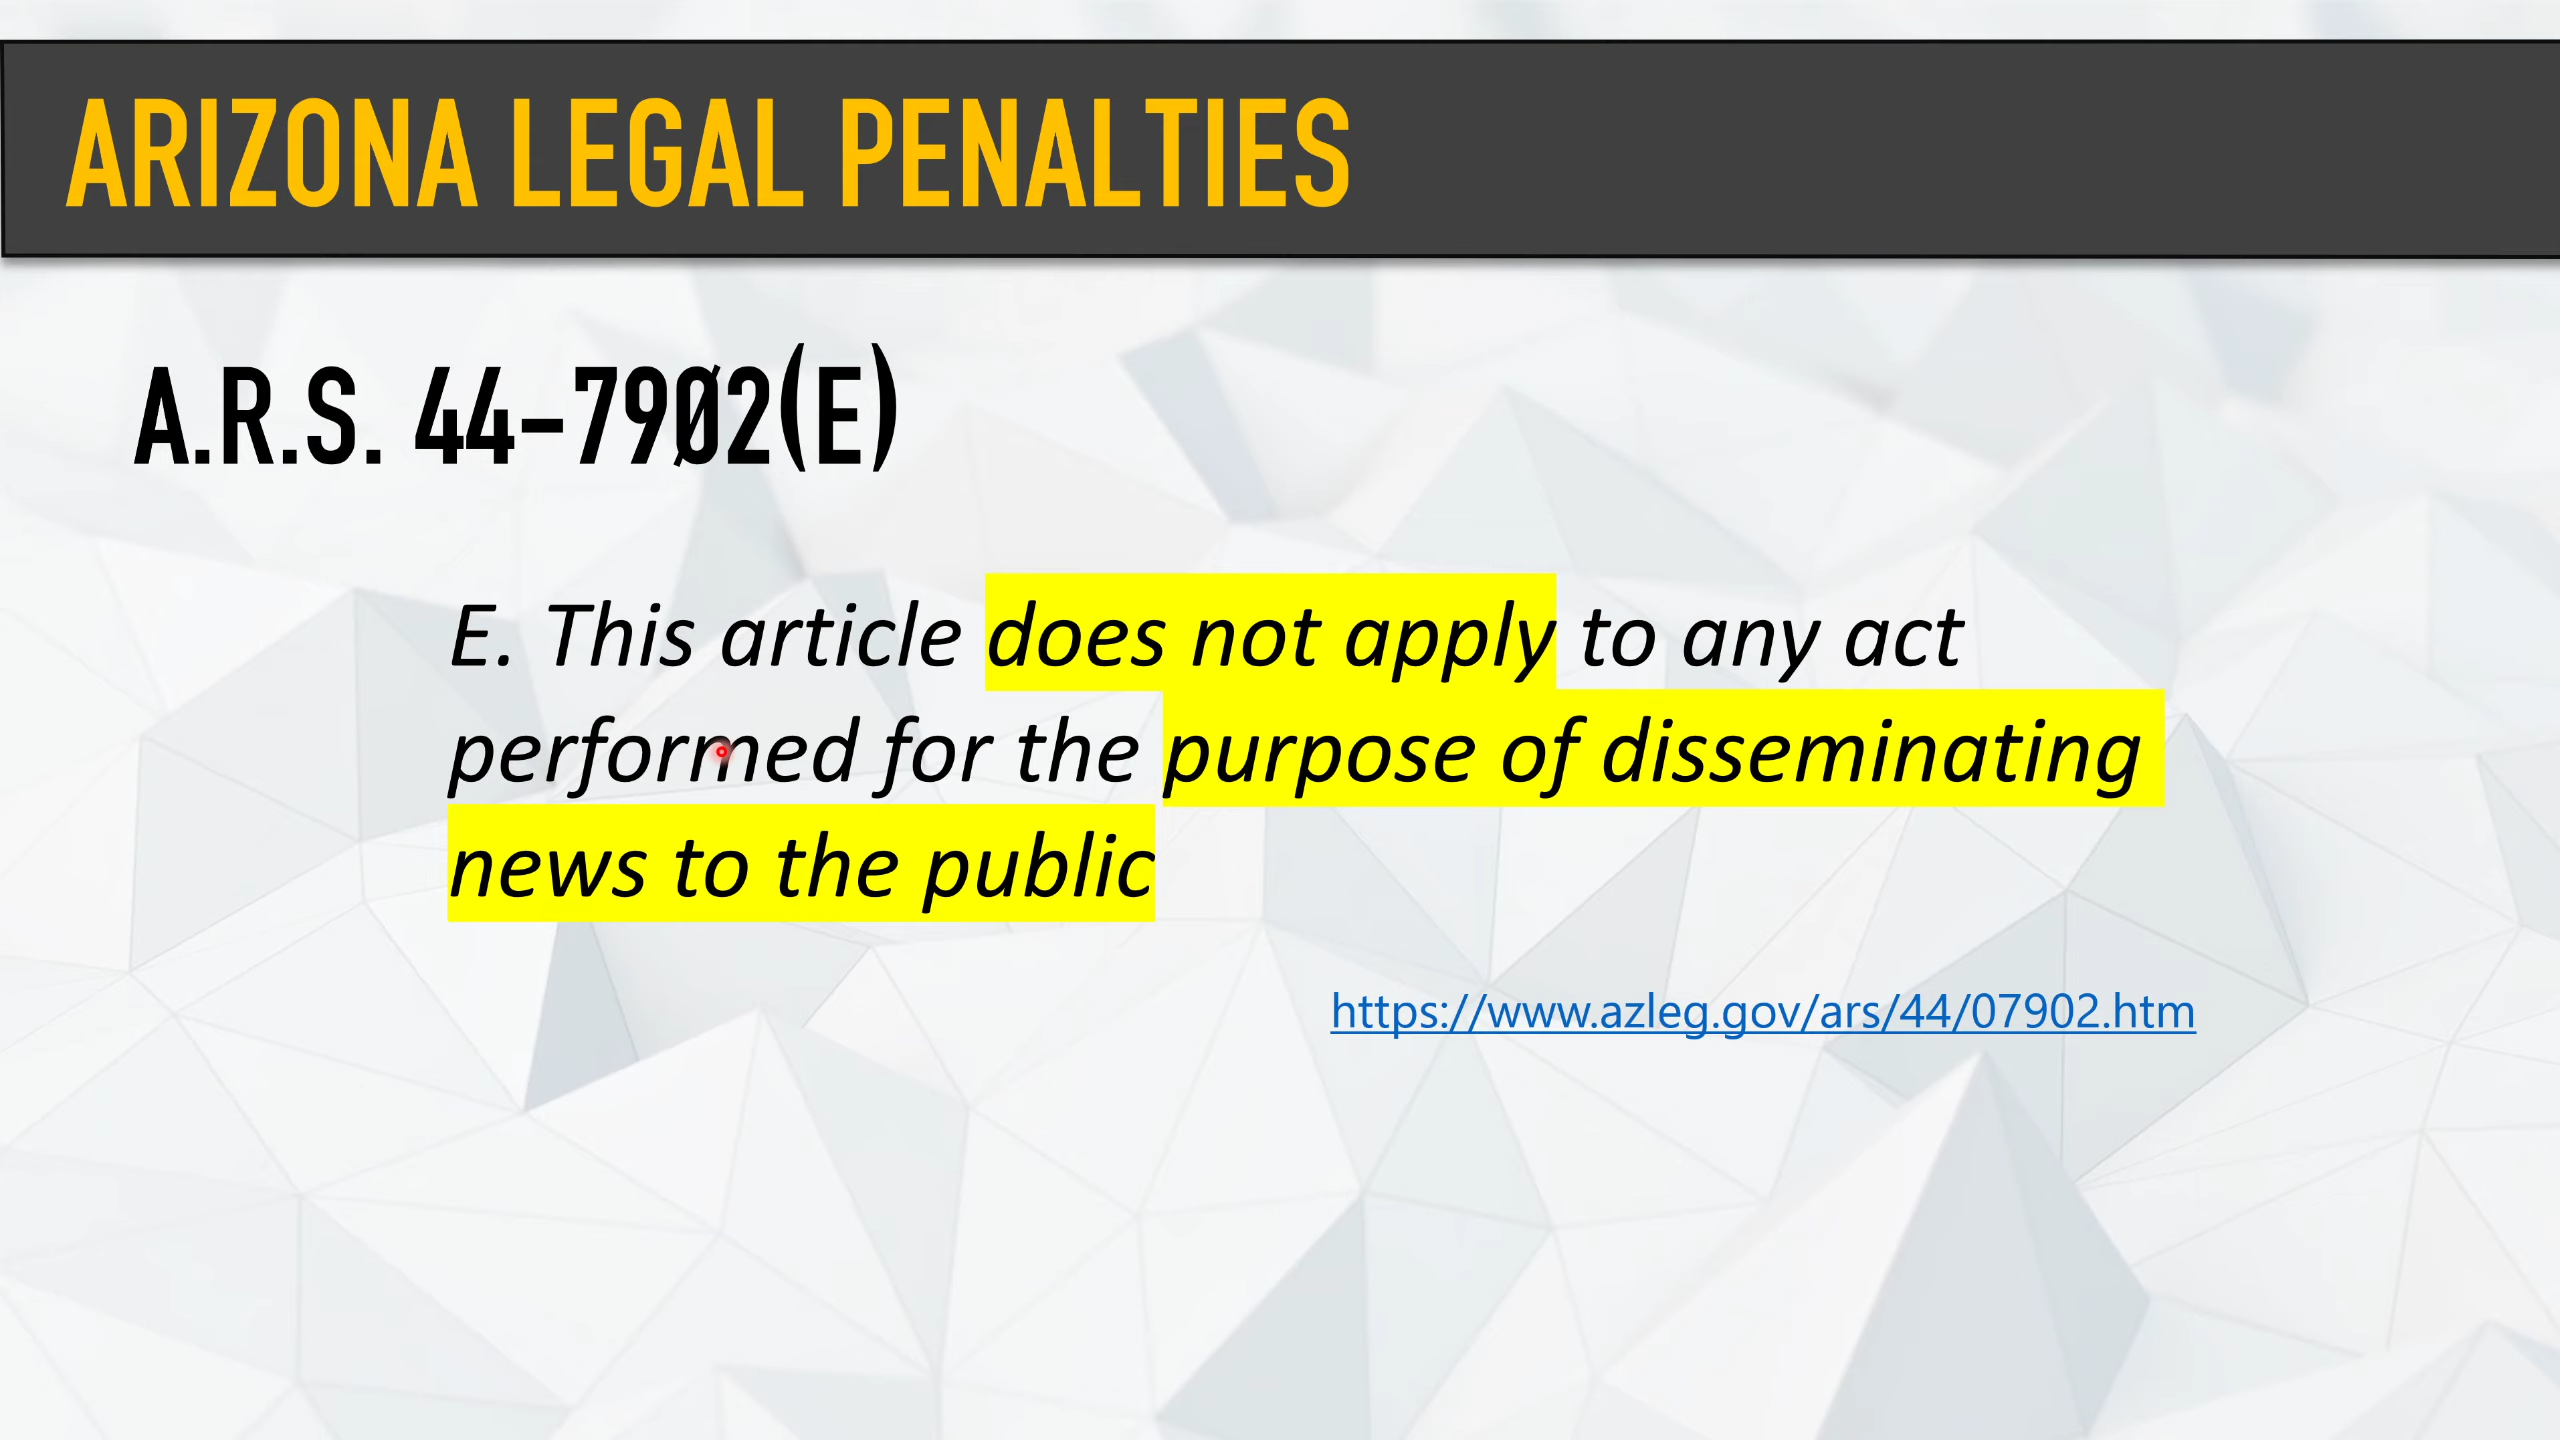 ARIZONA LEGAL PENALTIES
A.R.S. 44-7902(E)
E. This article does not apply to any act
performed for the purpose of disseminating
news to the public
https://www.azleg.gov/ars/44/07902.htm